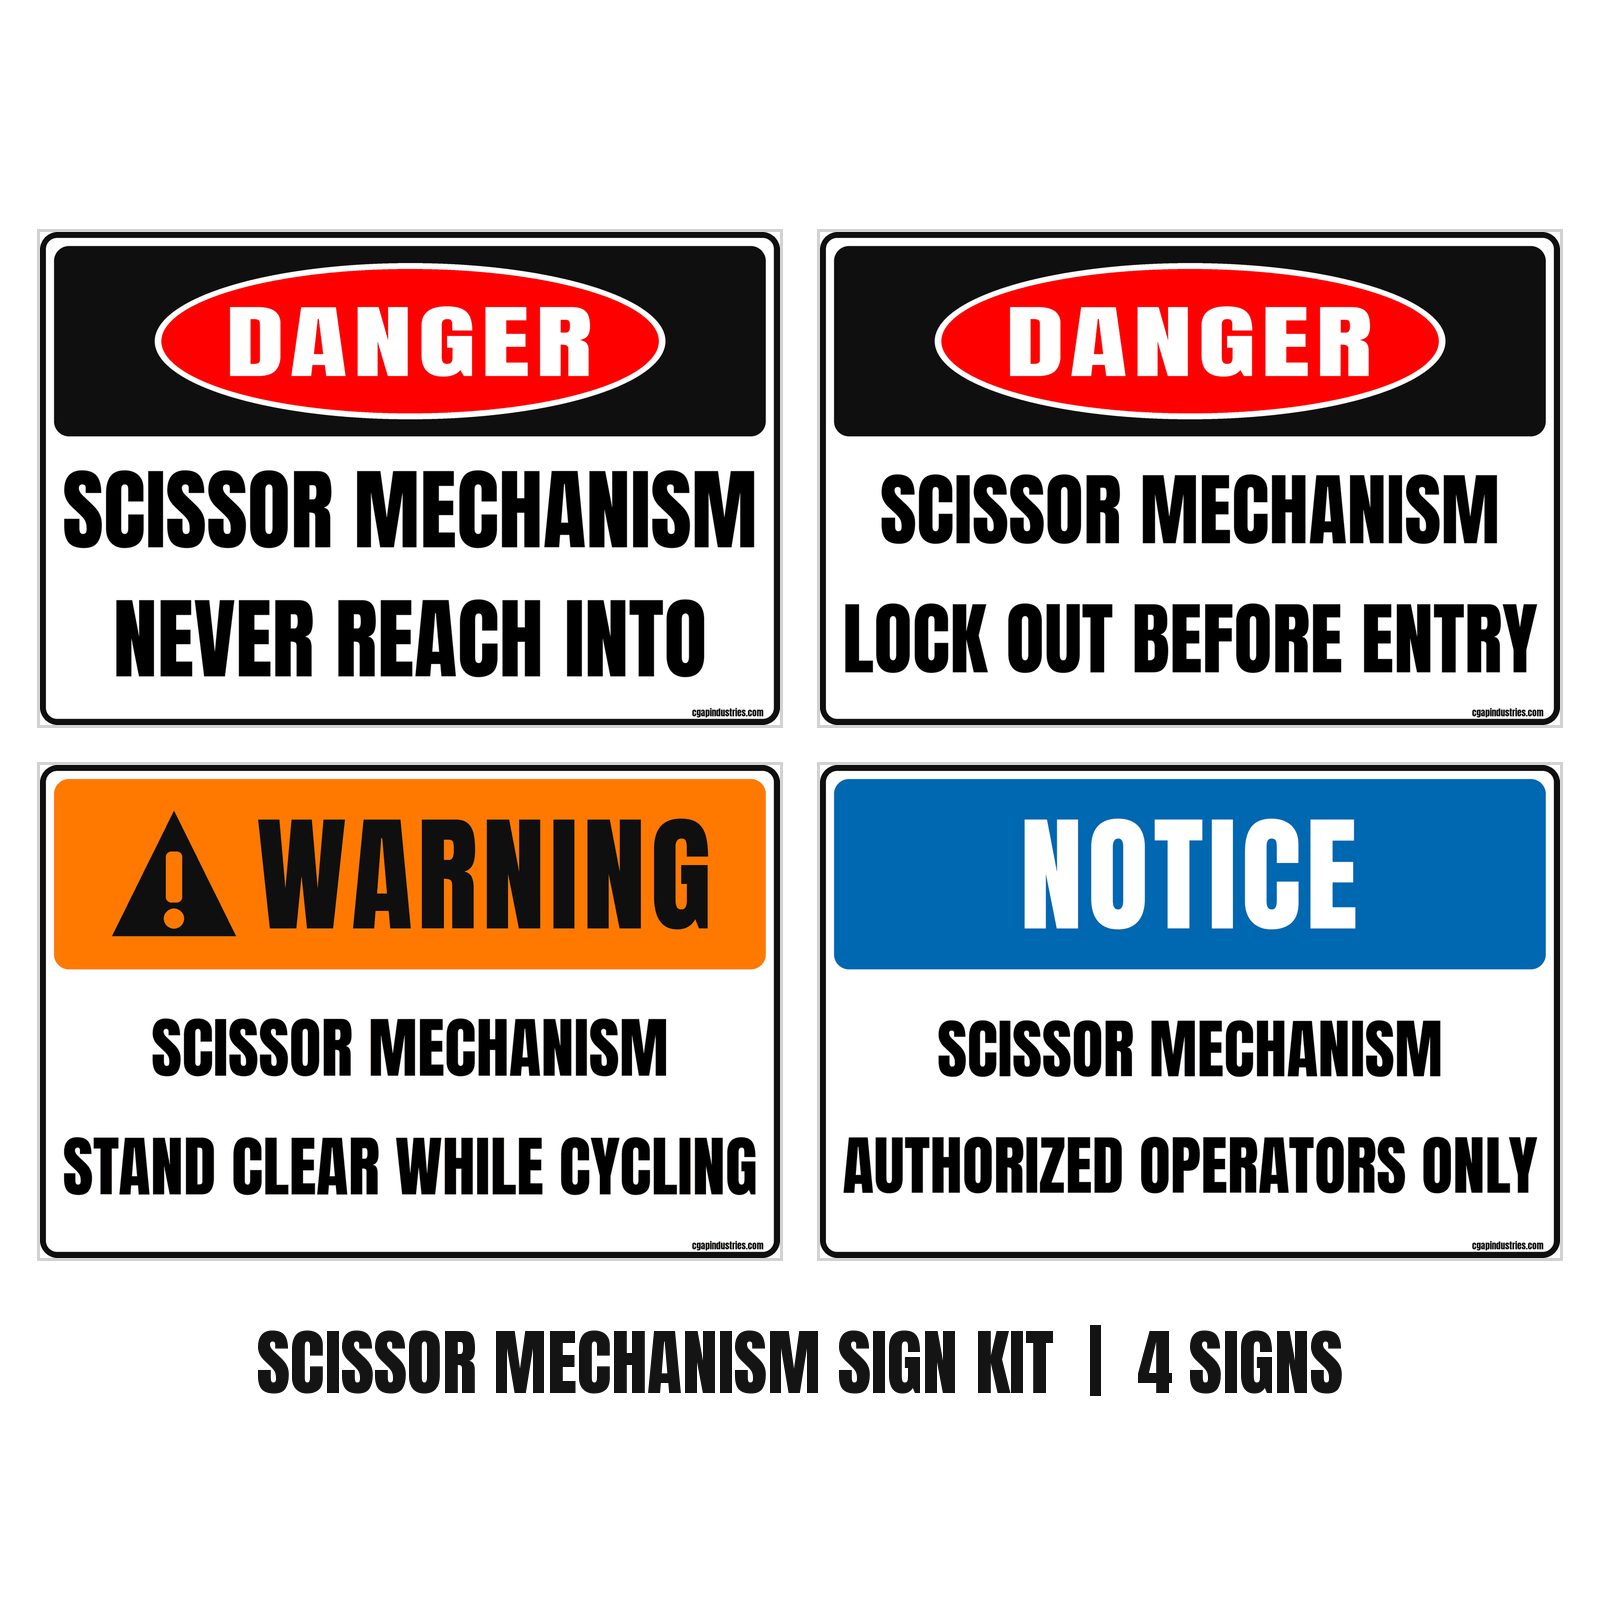 DANGER
SCISSOR MECHANISM
NEVER REACH INTO
cgapindustries.com
DANGER
SCISSOR MECHANISM
LOCK OUT BEFORE ENTRY
cgapindustries.com
WARNING
SCISSOR MECHANISM
STAND CLEAR WHILE CYCLING
cgapindustries.com
NOTICE
SCISSOR MECHANISM
AUTHORIZED OPERATORS ONLY
cgapindustries.com
SCISSOR MECHANISM SIGN KIT | 4 SIGNS